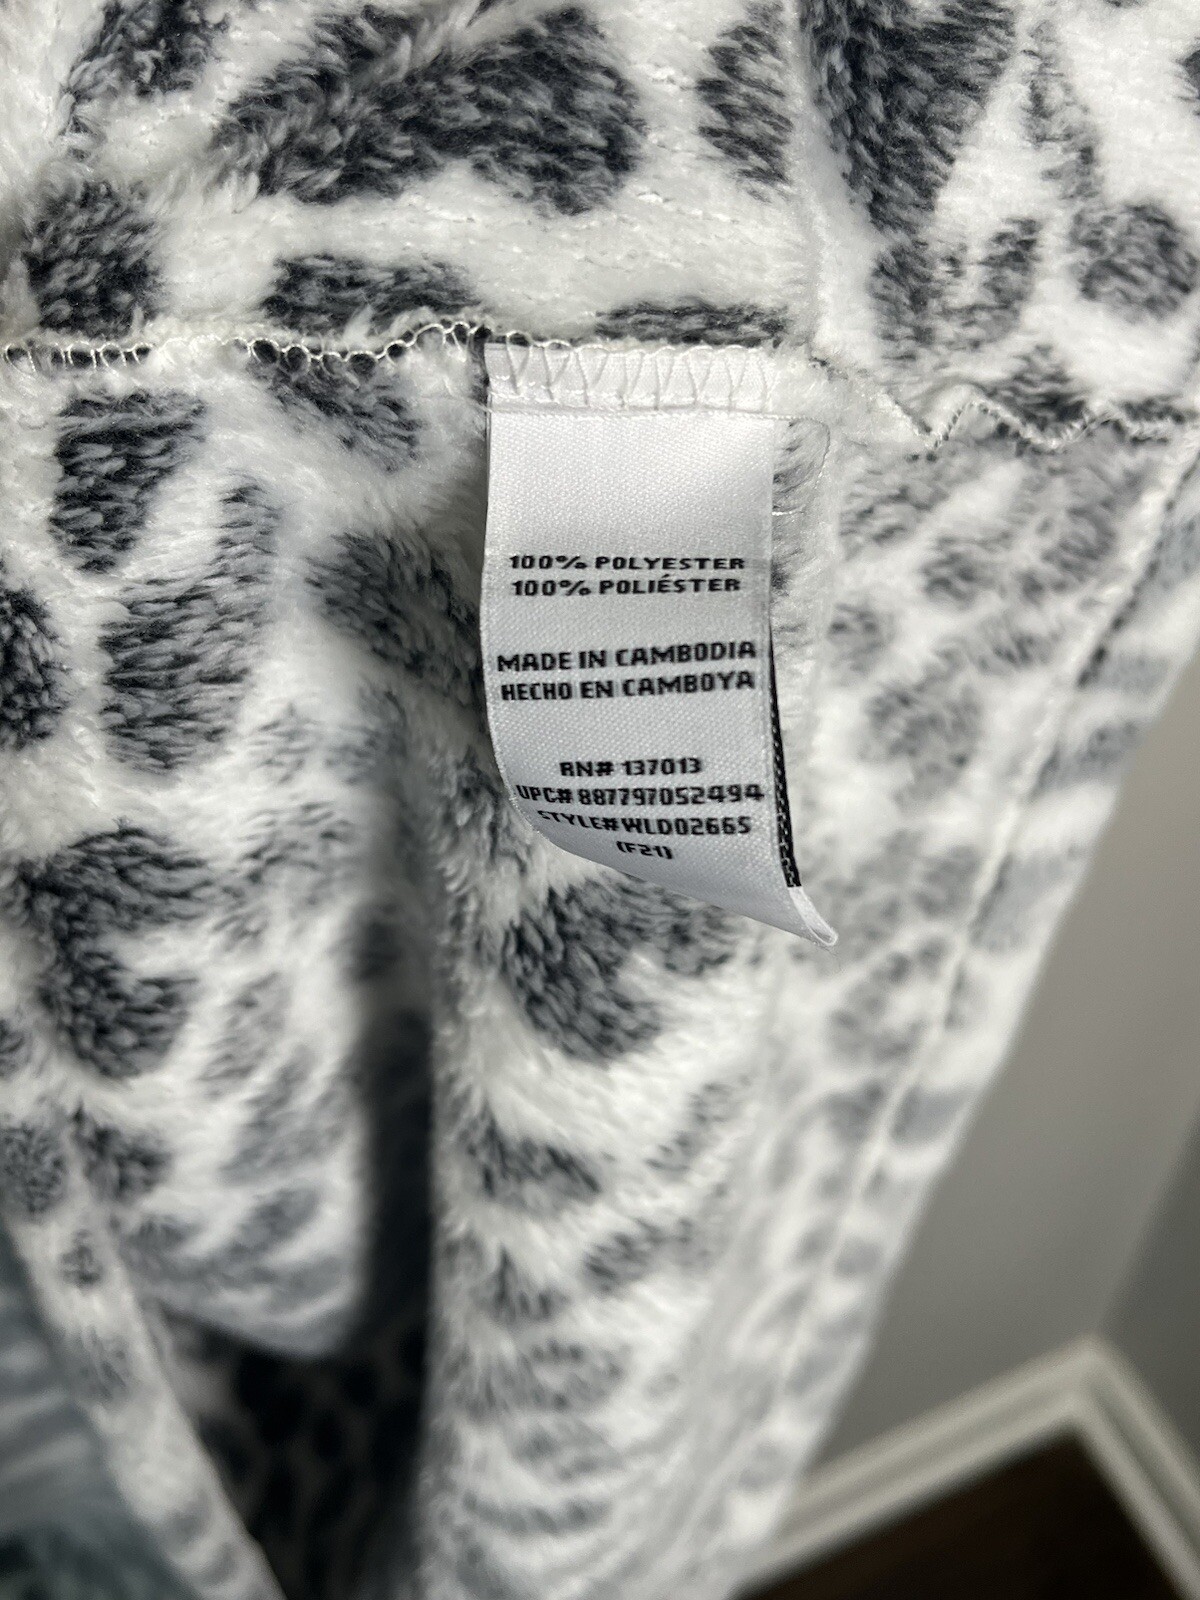 100% POLYESTER
100% POLIÉSTER
MADE IN CAMBODIA
HECHO EN CAMBOYA
RN# 137013
UPC# 887797052494
STYLE# WLD02665
(F21)